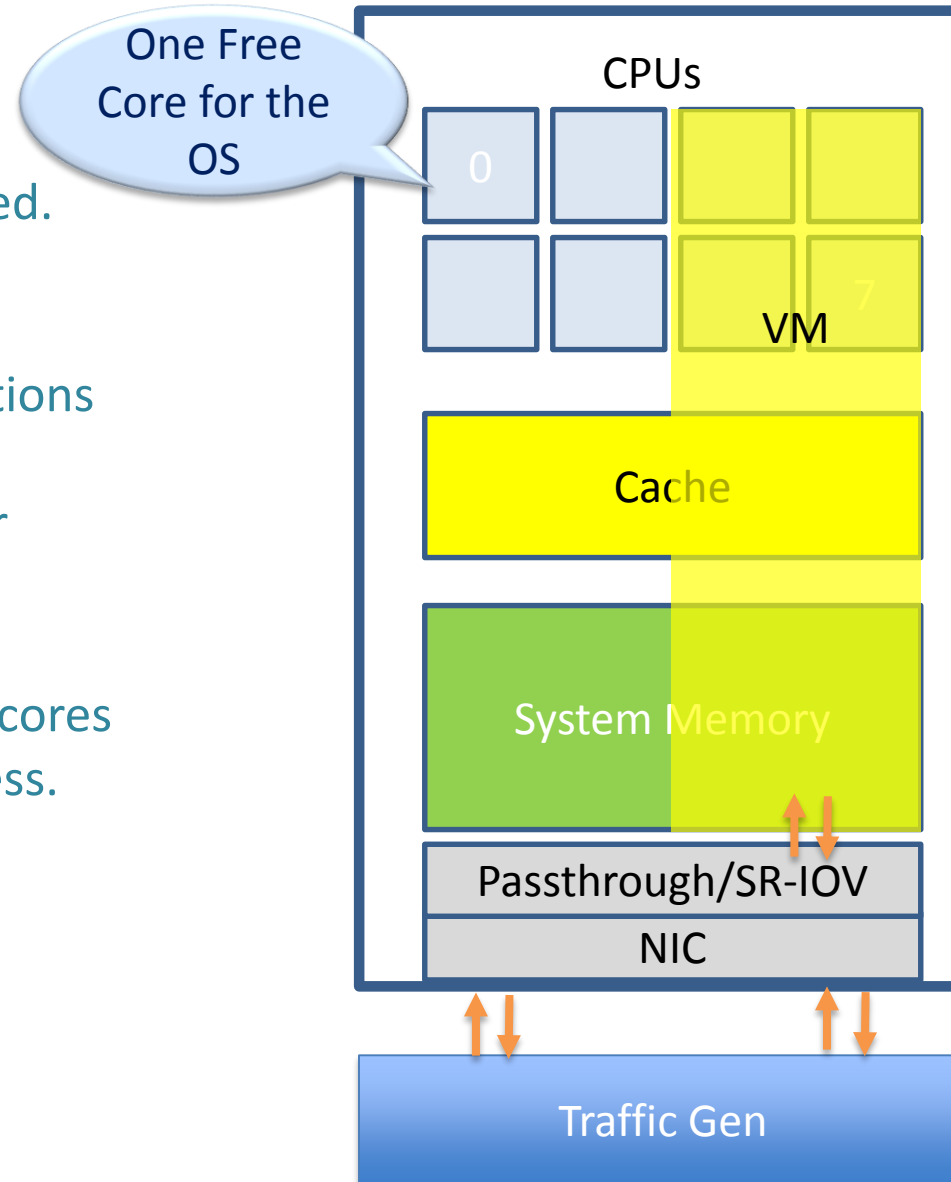 One Free
Core for the
OS
ed.
tions
r
cores
ess.
CPUs
0
7
VM
Cache
System Memory
Passthrough/SR-IOV
NIC
Traffic Gen